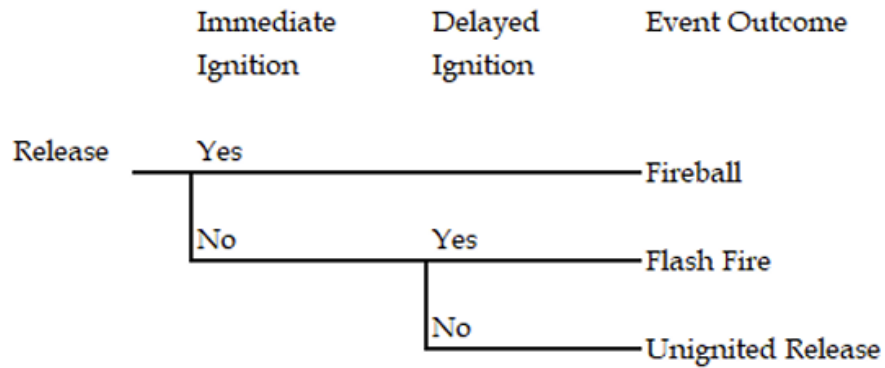 Immediate Ignition
Delayed Ignition
Event Outcome
Release
Yes
Fireball
No
Yes
Flash Fire
No
Unignited Release